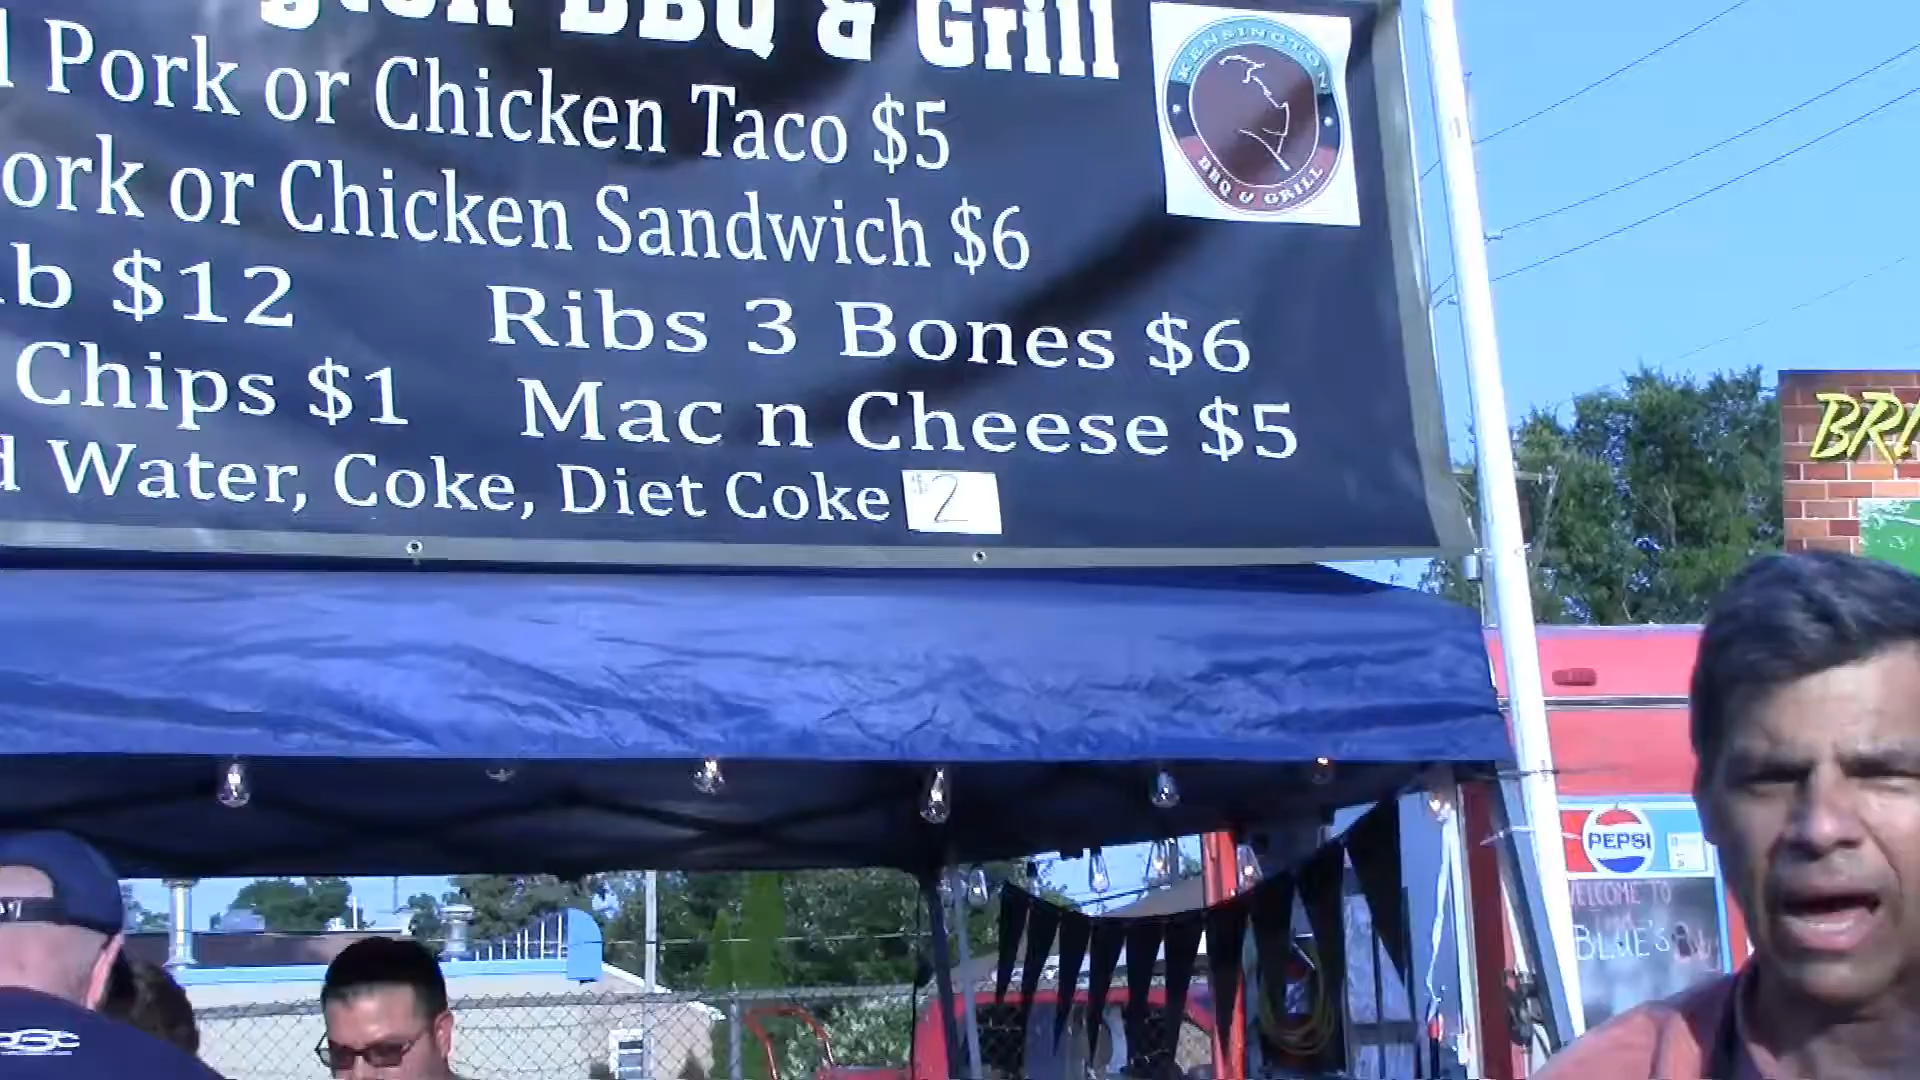 BBQ & Grill
Pork or Chicken Taco $5
ork or Chicken Sandwich $6
b $12 Ribs 3 Bones $6
Chips $1 Mac n Cheese $5
d Water, Coke, Diet Coke $2
KENSINGTON
BBQ & GRILL
BRI
PEPSI
WELCOME TO
BLUE'S